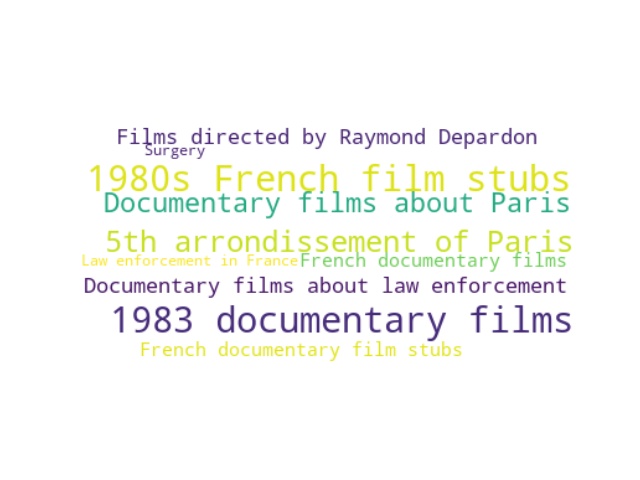 Films directed by Raymond Depardon
Surgery
1980s French film stubs
Documentary films about Paris
5th arrondissement of Paris
Law enforcement in France
French documentary films
Documentary films about law enforcement
1983 documentary films
French documentary film stubs